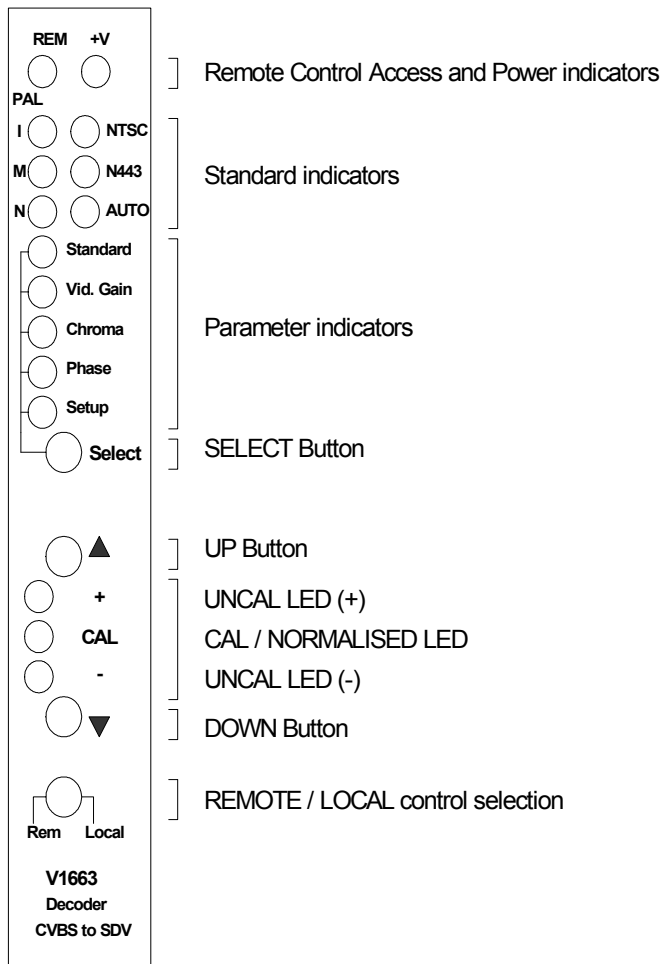 REM +V
Remote Control Access and Power indicators
PAL
I NTSC
M N443
Standard indicators
N AUTO
Standard
Vid. Gain
Chroma
Parameter indicators
Phase
Setup
Select
SELECT Button
UP Button
+
UNCAL LED (+)
CAL
CAL / NORMALISED LED
-
UNCAL LED (-)
DOWN Button
REMOTE / LOCAL control selection
Rem Local
V1663
Decoder
CVBS to SDV